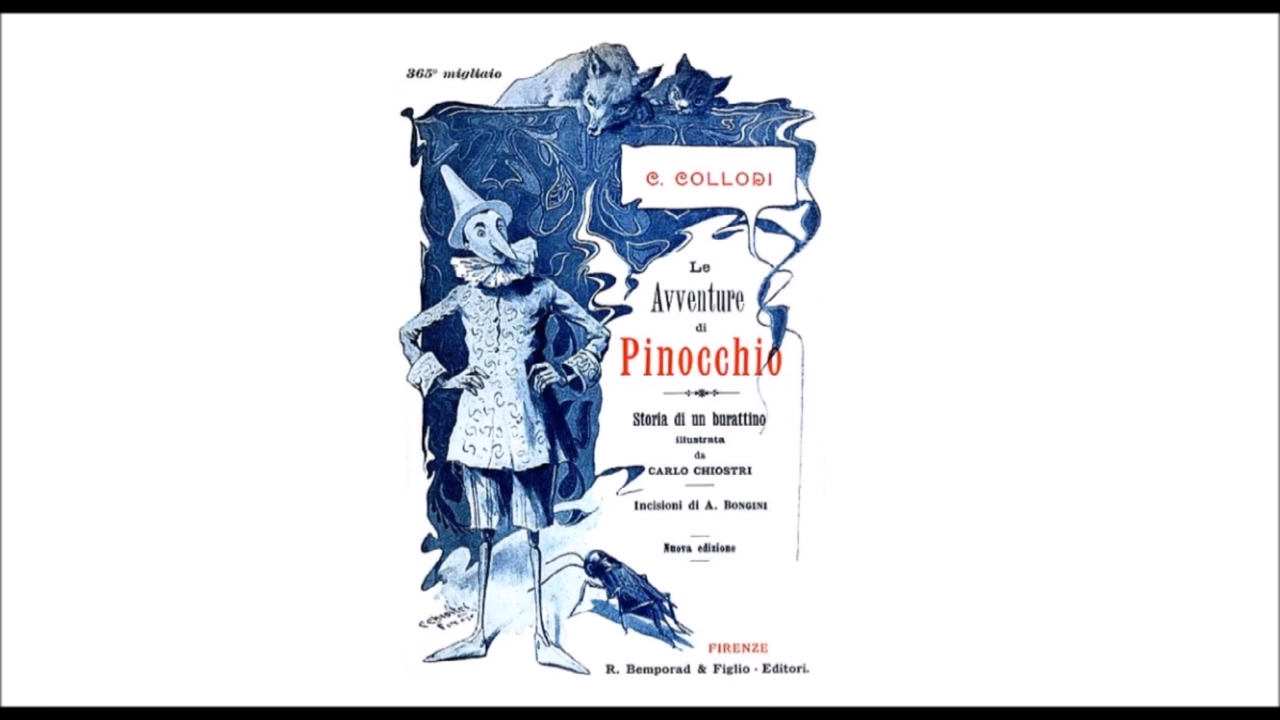 365º migliaio
C. COLLODI
Le
Avventure
di
Pinocchio
Storia di un burattino
illustrata
da
CARLO CHIOSTRI
Incisioni di A. BONGINI
Nuova edizione
FIRENZE
R. Bemporad & Figlio - Editori.